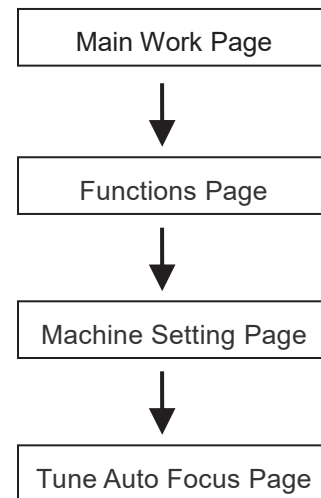 Main Work Page
Functions Page
Machine Setting Page
Tune Auto Focus Page